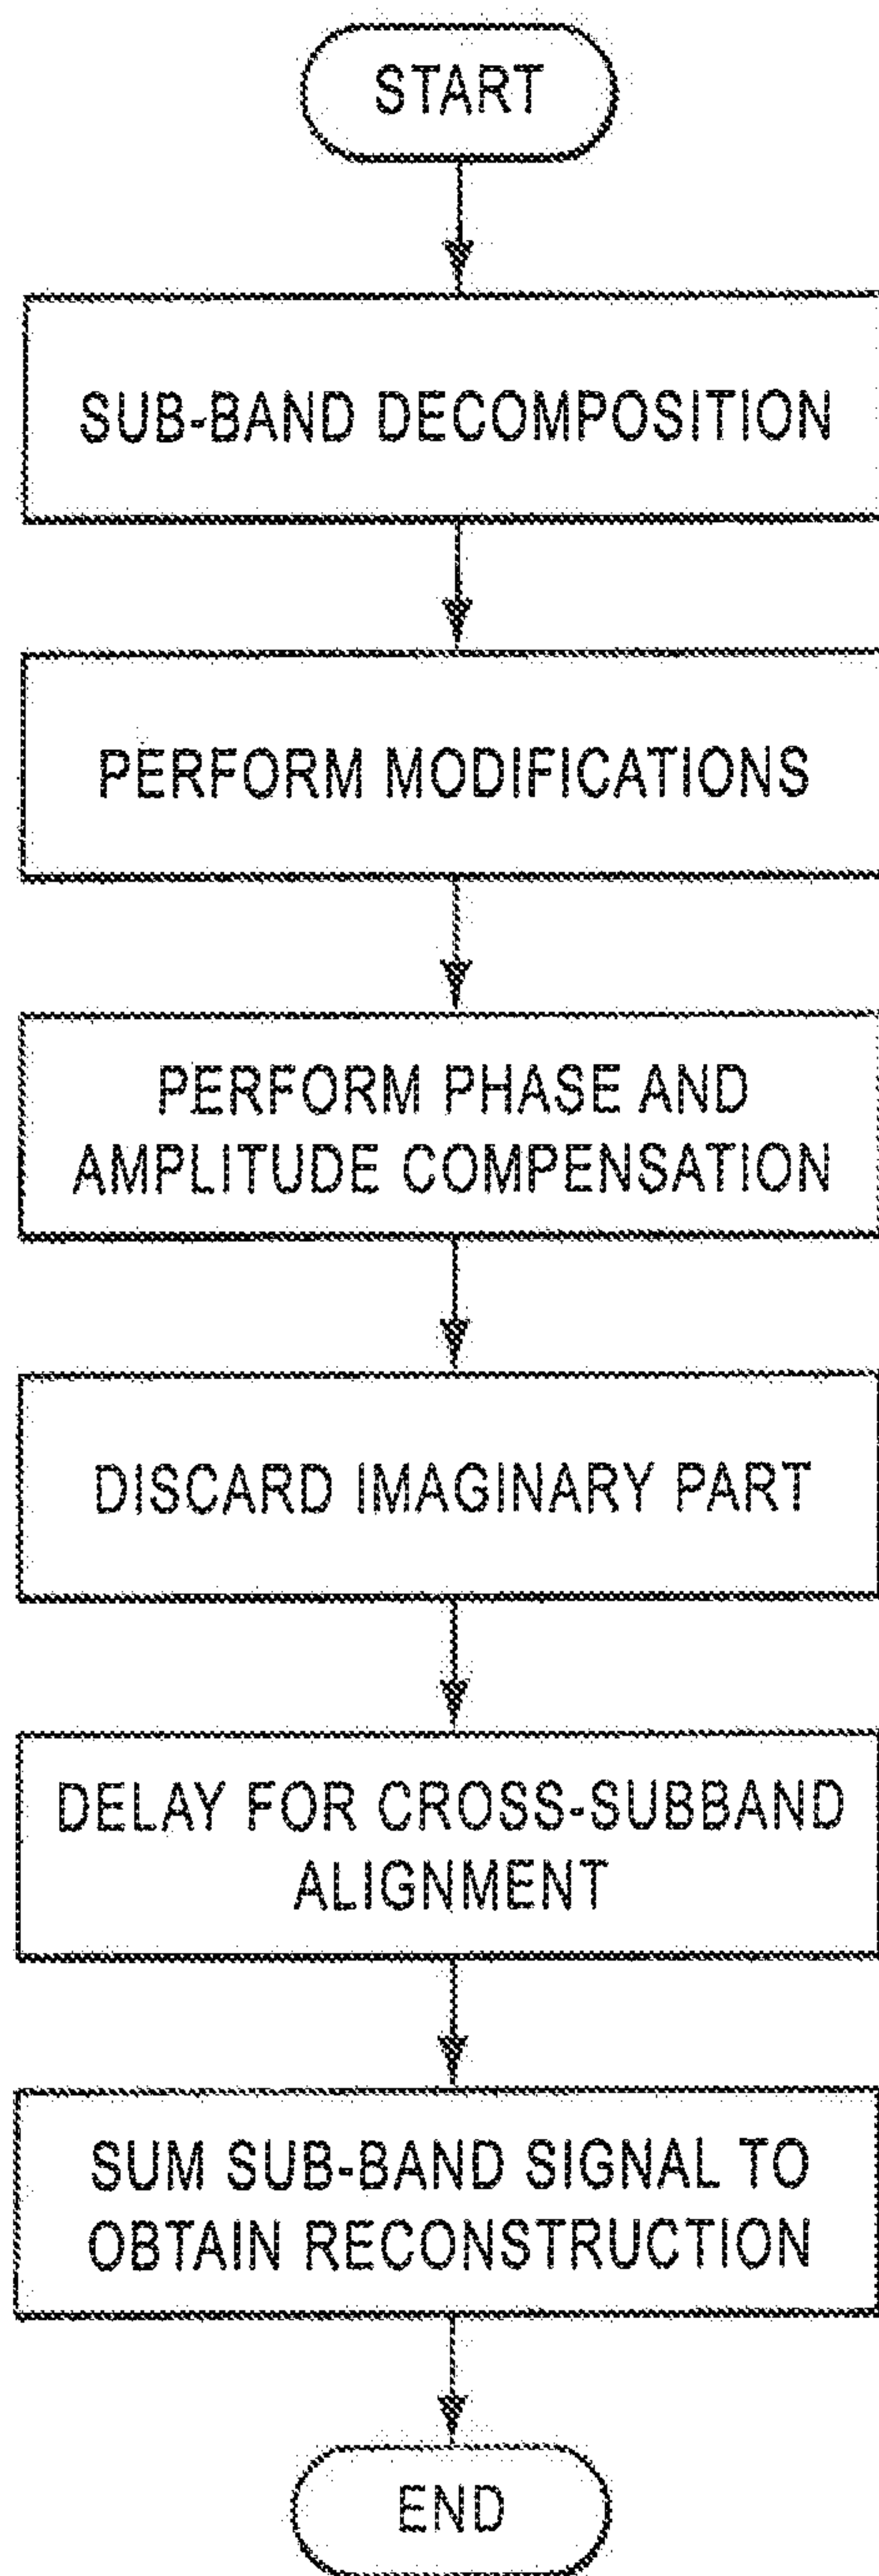 START
SUB-BAND DECOMPOSITION
PERFORM MODIFICATIONS
PERFORM PHASE AND
AMPLITUDE COMPENSATION
DISCARD IMAGINARY PART
DELAY FOR CROSS-SUBBAND
ALIGNMENT
SUM SUB-BAND SIGNAL TO
OBTAIN RECONSTRUCTION
END